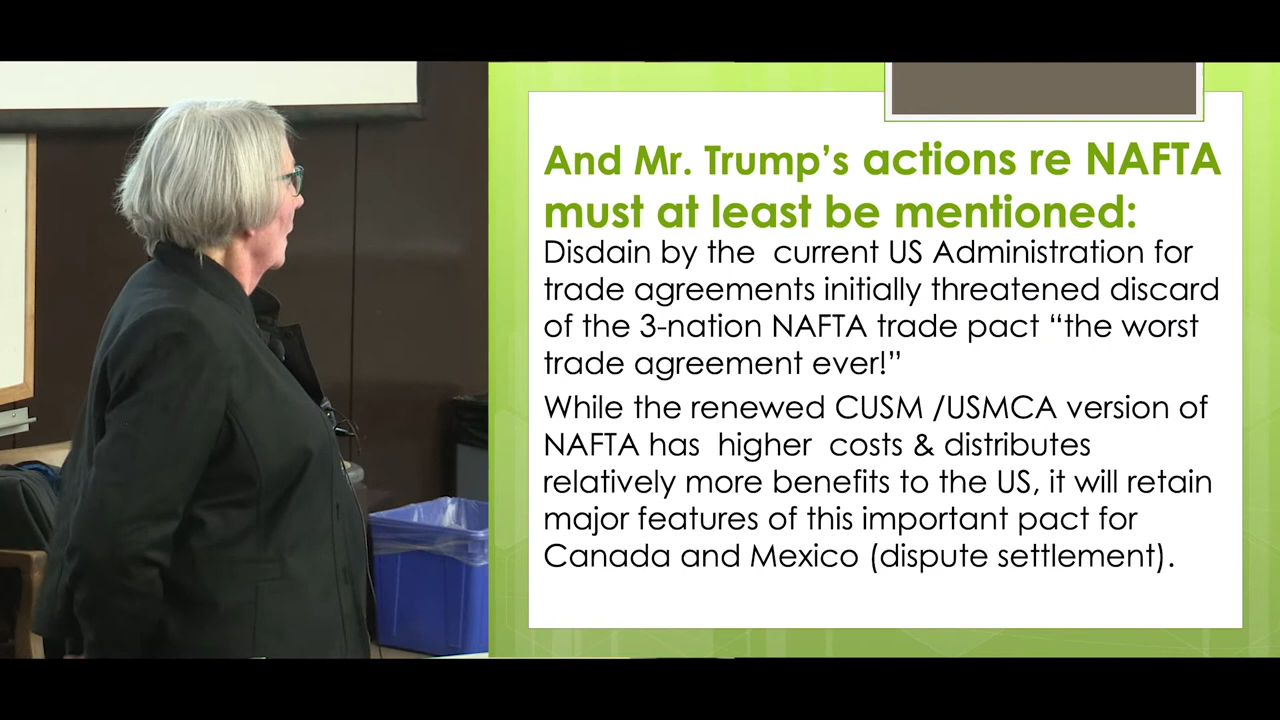 And Mr. Trump’s actions re NAFTA
must at least be mentioned:
Disdain by the  current US Administration for
trade agreements initially threatened discard
of the 3-nation NAFTA trade pact “the worst
trade agreement ever!”
While the renewed CUSM /USMCA version of
NAFTA has  higher  costs & distributes
relatively more benefits to the US, it will retain
major features of this important pact for
Canada and Mexico (dispute settlement).